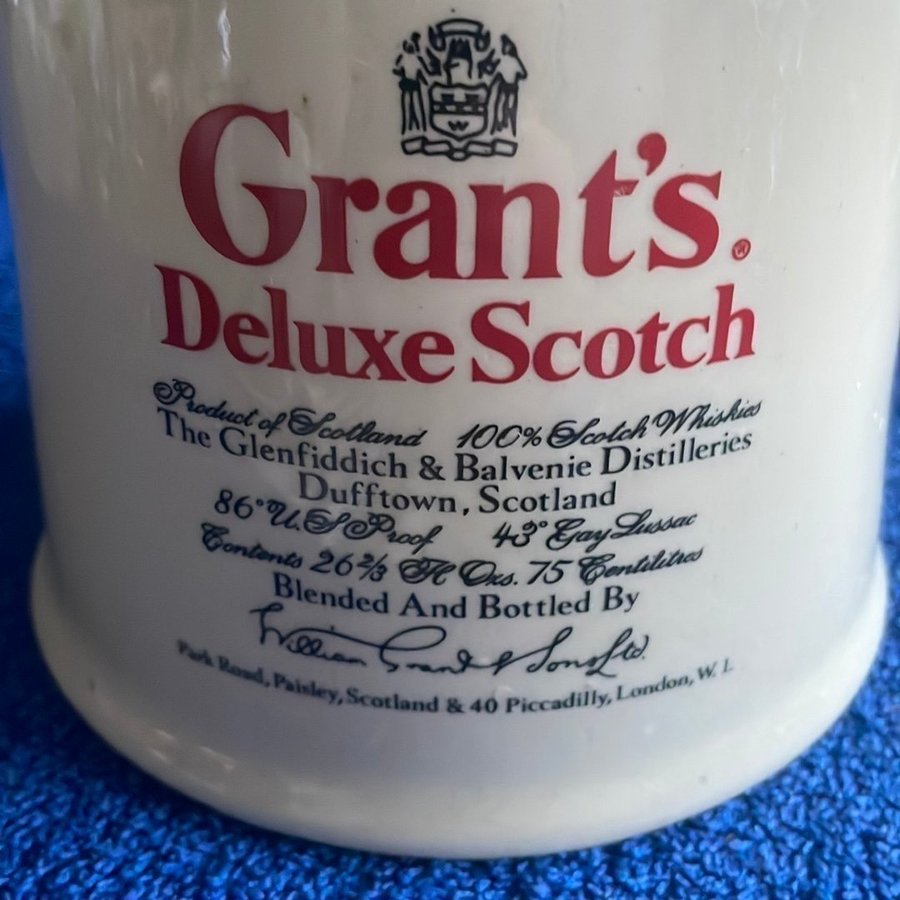 Grant's.®
Deluxe Scotch
Product of Scotland 100% Scotch Whiskies
The Glenfiddich & Balvenie Distilleries
Dufftown, Scotland
86° U.S Proof 43° Gay Lussac
Contents 26⅔ Fl Ozs. 75 Centilitres
Blended And Bottled By
William Grant & Sons Ltd.
Park Road, Paisley, Scotland & 40 Piccadilly, London, W. 1.